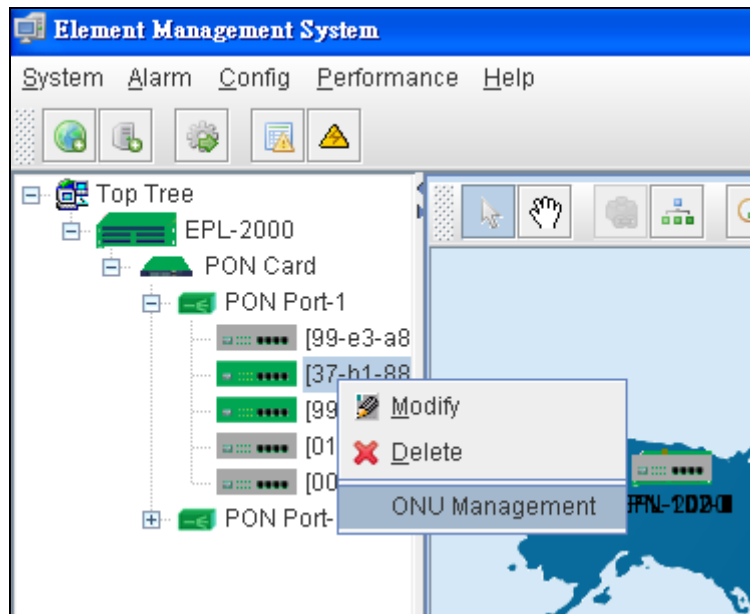 Element Management System
System Alarm Config Performance Help
Top Tree
EPL-2000
PON Card
PON Port-1
[99-e3-a8
[37-b1-88
[99
Modify
[01
Delete
[00
ONU Management
PON Port-